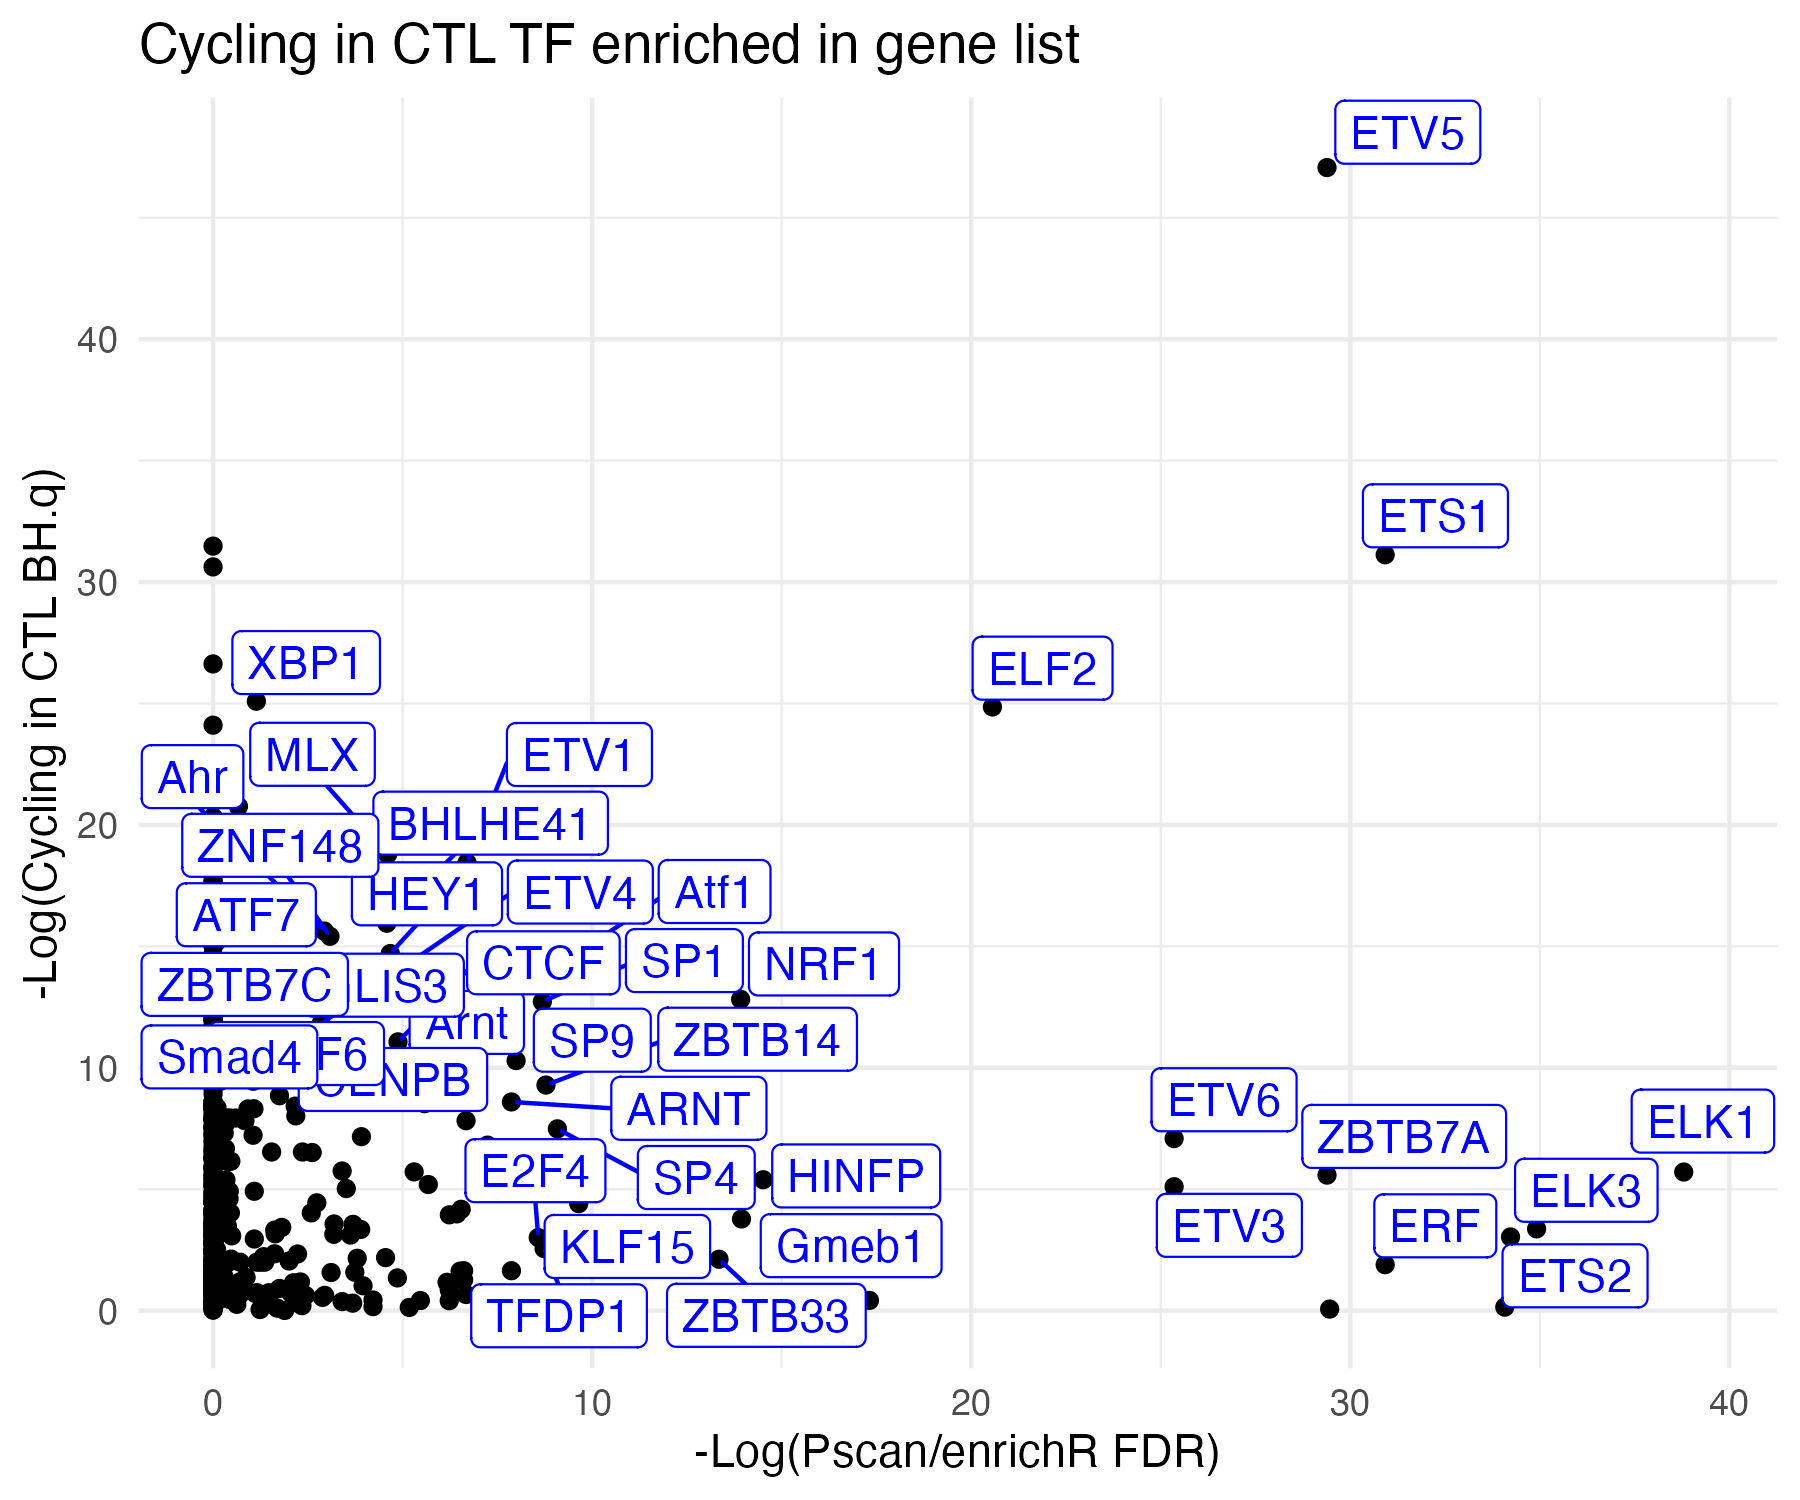 Cycling in CTL TF enriched in gene list
ETV5
40
ETS1
30
XBP1
ELF2
MLX
ETV1
Ahr
BHLHE41
20
ZNF148
HEY1
ETV4
Atf1
ATF7
CTCF
SP1
NRF1
ZBTB7C
LIS3
Arnt
SP9
ZBTB14
Smad4
F6
10
ENPB
ARNT
ETV6
ZBTB7A
ELK1
E2F4
SP4
HINFP
ELK3
ETV3
ERF
KLF15
Gmeb1
ETS2
TFDP1
ZBTB33
0
-Log(Cycling in CTL BH.q)
0 10 20 30 40
-Log(Pscan/enrichR FDR)